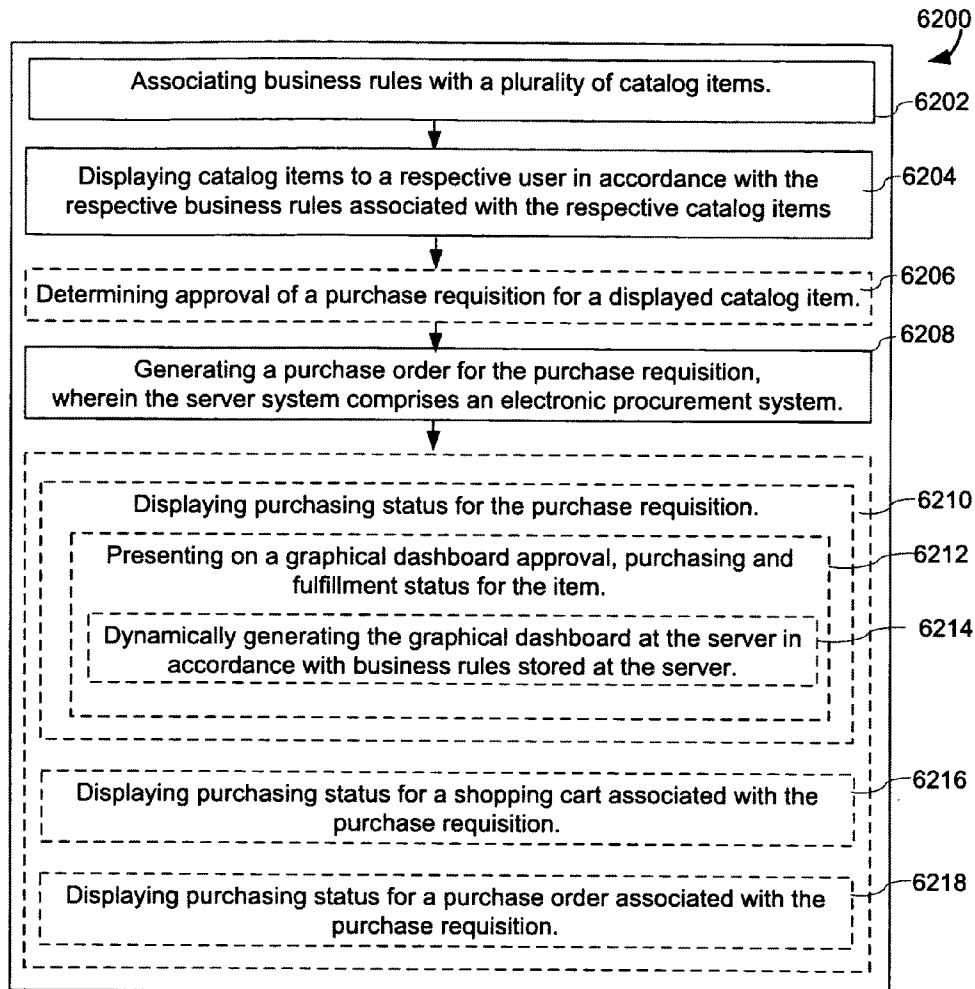 6200
Associating business rules with a plurality of catalog items.
6202
Displaying catalog items to a respective user in accordance with the
respective business rules associated with the respective catalog items
6204
Determining approval of a purchase requisition for a displayed catalog item.
6206
6208
Generating a purchase order for the purchase requisition,
wherein the server system comprises an electronic procurement system.
Displaying purchasing status for the purchase requisition.
6210
Presenting on a graphical dashboard approval, purchasing and
fulfillment status for the item.
6212
Dynamically generating the graphical dashboard at the server in
accordance with business rules stored at the server.
6214
Displaying purchasing status for a shopping cart associated with the
purchase requisition.
6216
Displaying purchasing status for a purchase order associated with the
purchase requisition.
6218